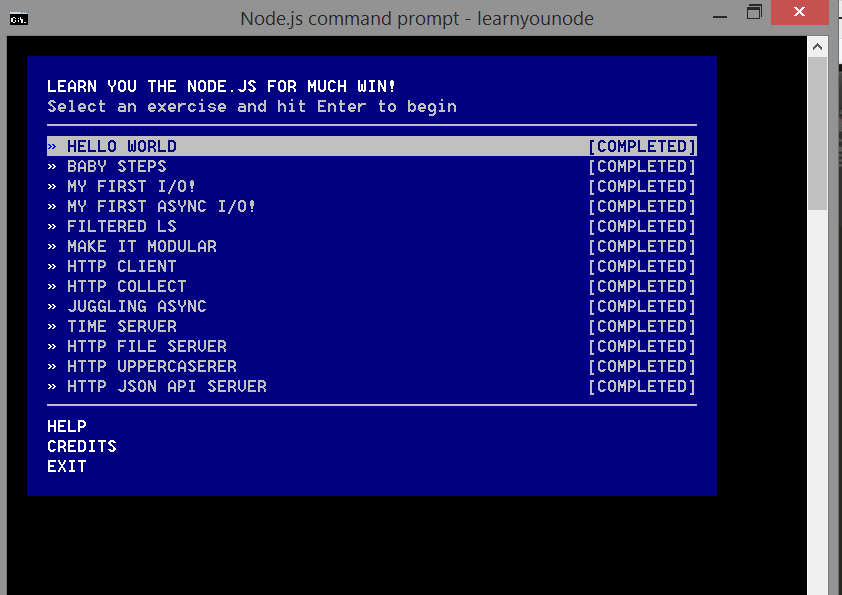 Node.js command prompt - learnyounode
LEARN YOU THE NODE.JS FOR MUCH WIN!
Select an exercise and hit Enter to begin
» HELLO WORLD [COMPLETED]
» BABY STEPS [COMPLETED]
» MY FIRST I/O! [COMPLETED]
» MY FIRST ASYNC I/O! [COMPLETED]
» FILTERED LS [COMPLETED]
» MAKE IT MODULAR [COMPLETED]
» HTTP CLIENT [COMPLETED]
» HTTP COLLECT [COMPLETED]
» JUGGLING ASYNC [COMPLETED]
» TIME SERVER [COMPLETED]
» HTTP FILE SERVER [COMPLETED]
» HTTP UPPERCASERER [COMPLETED]
» HTTP JSON API SERVER [COMPLETED]
HELP
CREDITS
EXIT